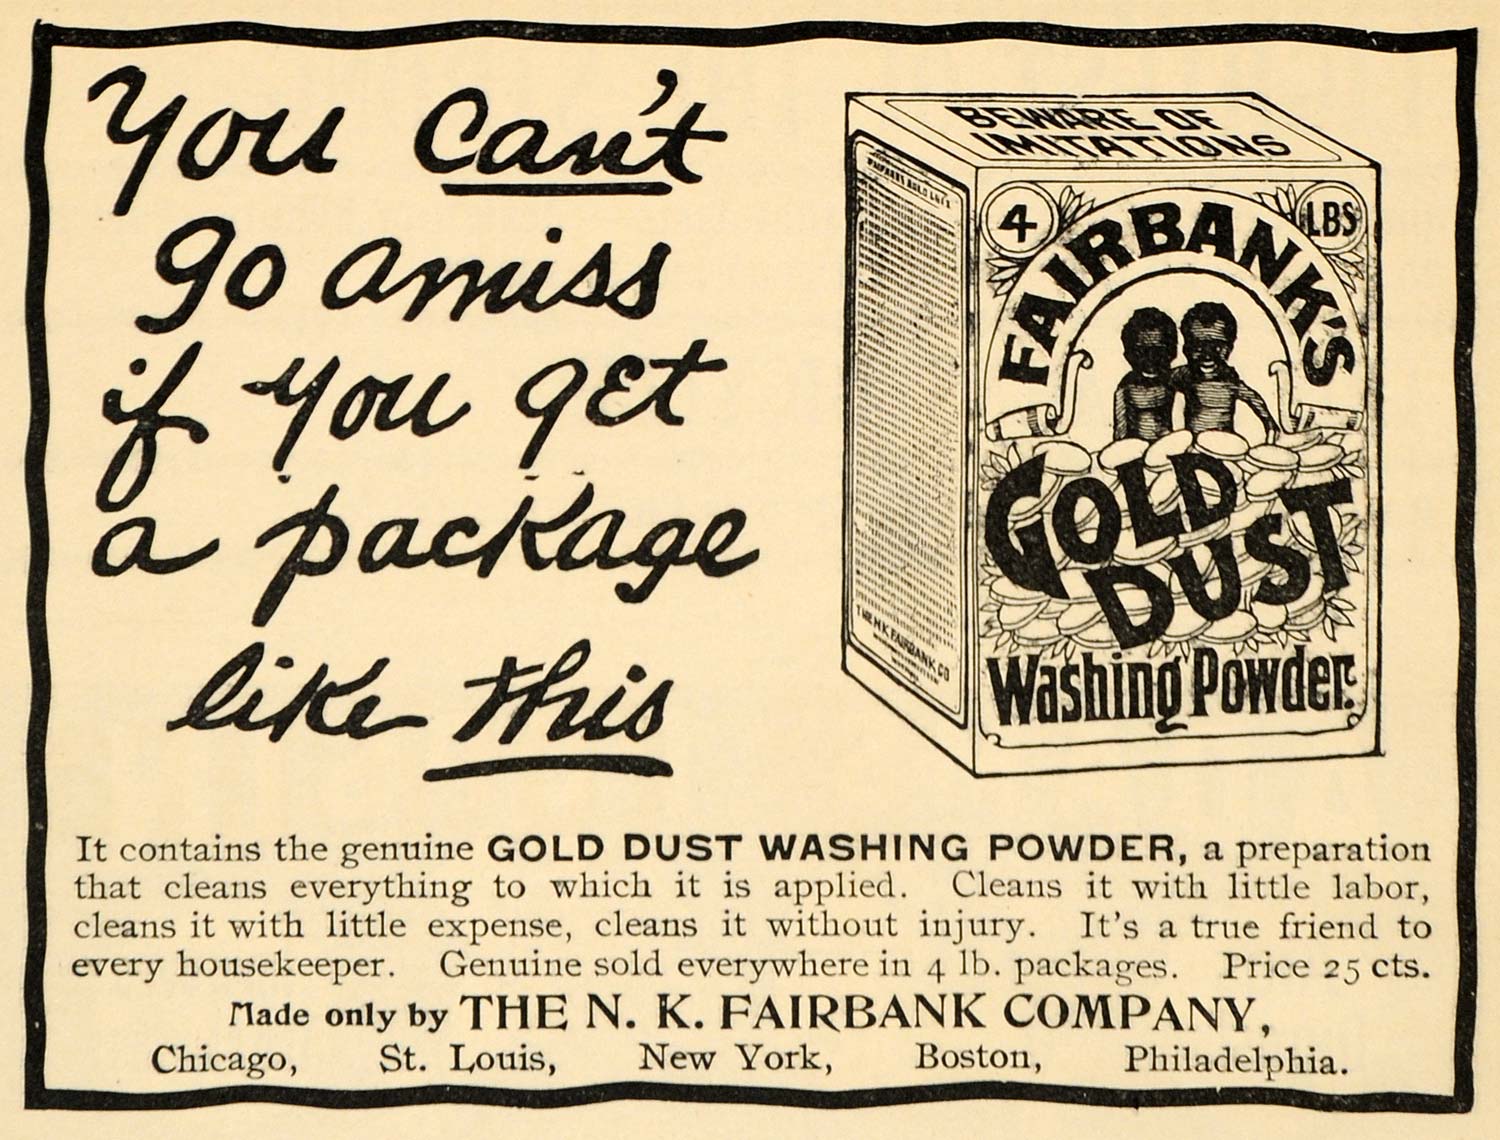 You can't
go amiss
if you get
a package
like this
BEWARE OF
IMITATIONS
4 LBS
FAIRBANK'S
GOLD
DUST
Washing Powder.
THE N.K. FAIRBANK CO
It contains the genuine GOLD DUST WASHING POWDER, a preparation
that cleans everything to which it is applied. Cleans it with little labor,
cleans it with little expense, cleans it without injury. It's a true friend to
every housekeeper. Genuine sold everywhere in 4 lb. packages. Price 25 cts.
Made only by THE N. K. FAIRBANK COMPANY,
Chicago, St. Louis, New York, Boston, Philadelphia.